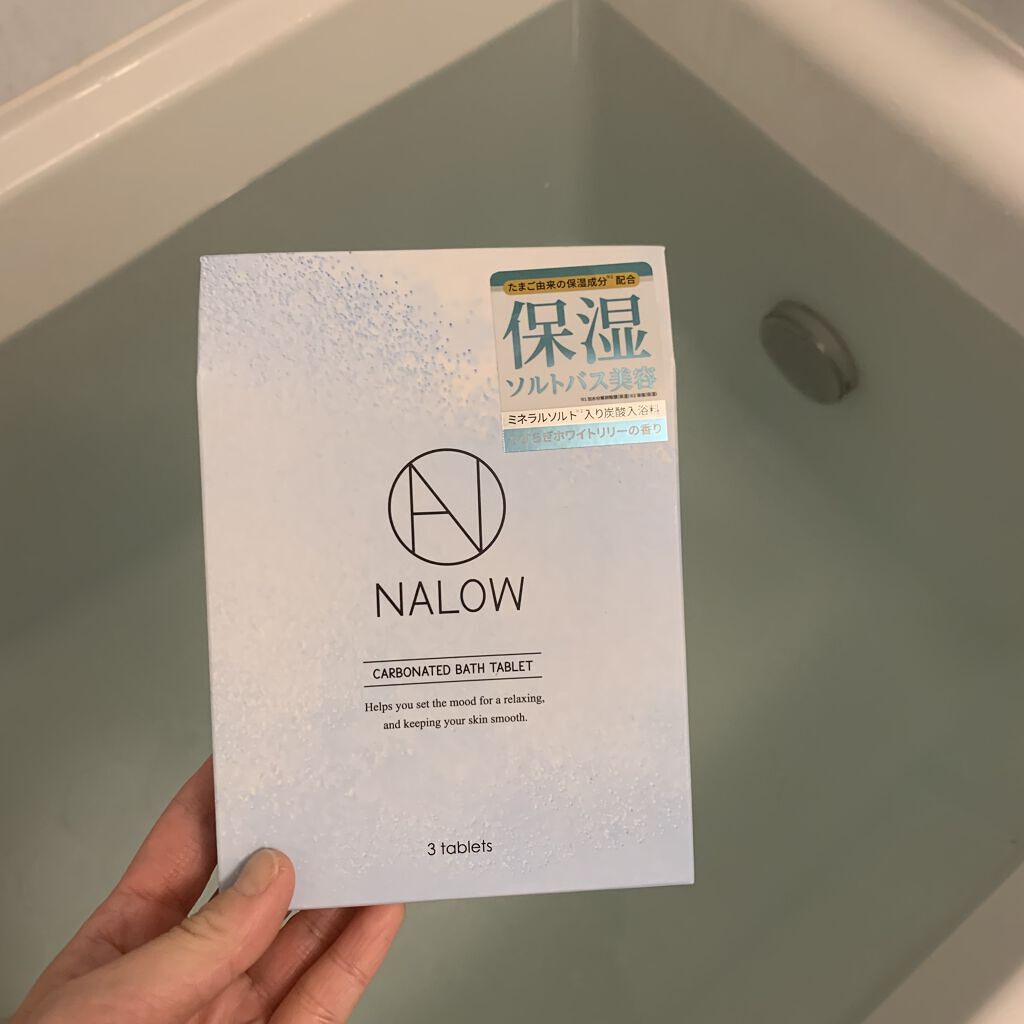 たまご由来の保湿成分※1配合
保湿
ソルトバス美容
ミネラルソルト※2入り炭酸入浴料
ホワイトリリーの香り
NALOW
CARBONATED BATH TABLET
Helps you set the mood for a relaxing,
and keeping your skin smooth.
3 tablets